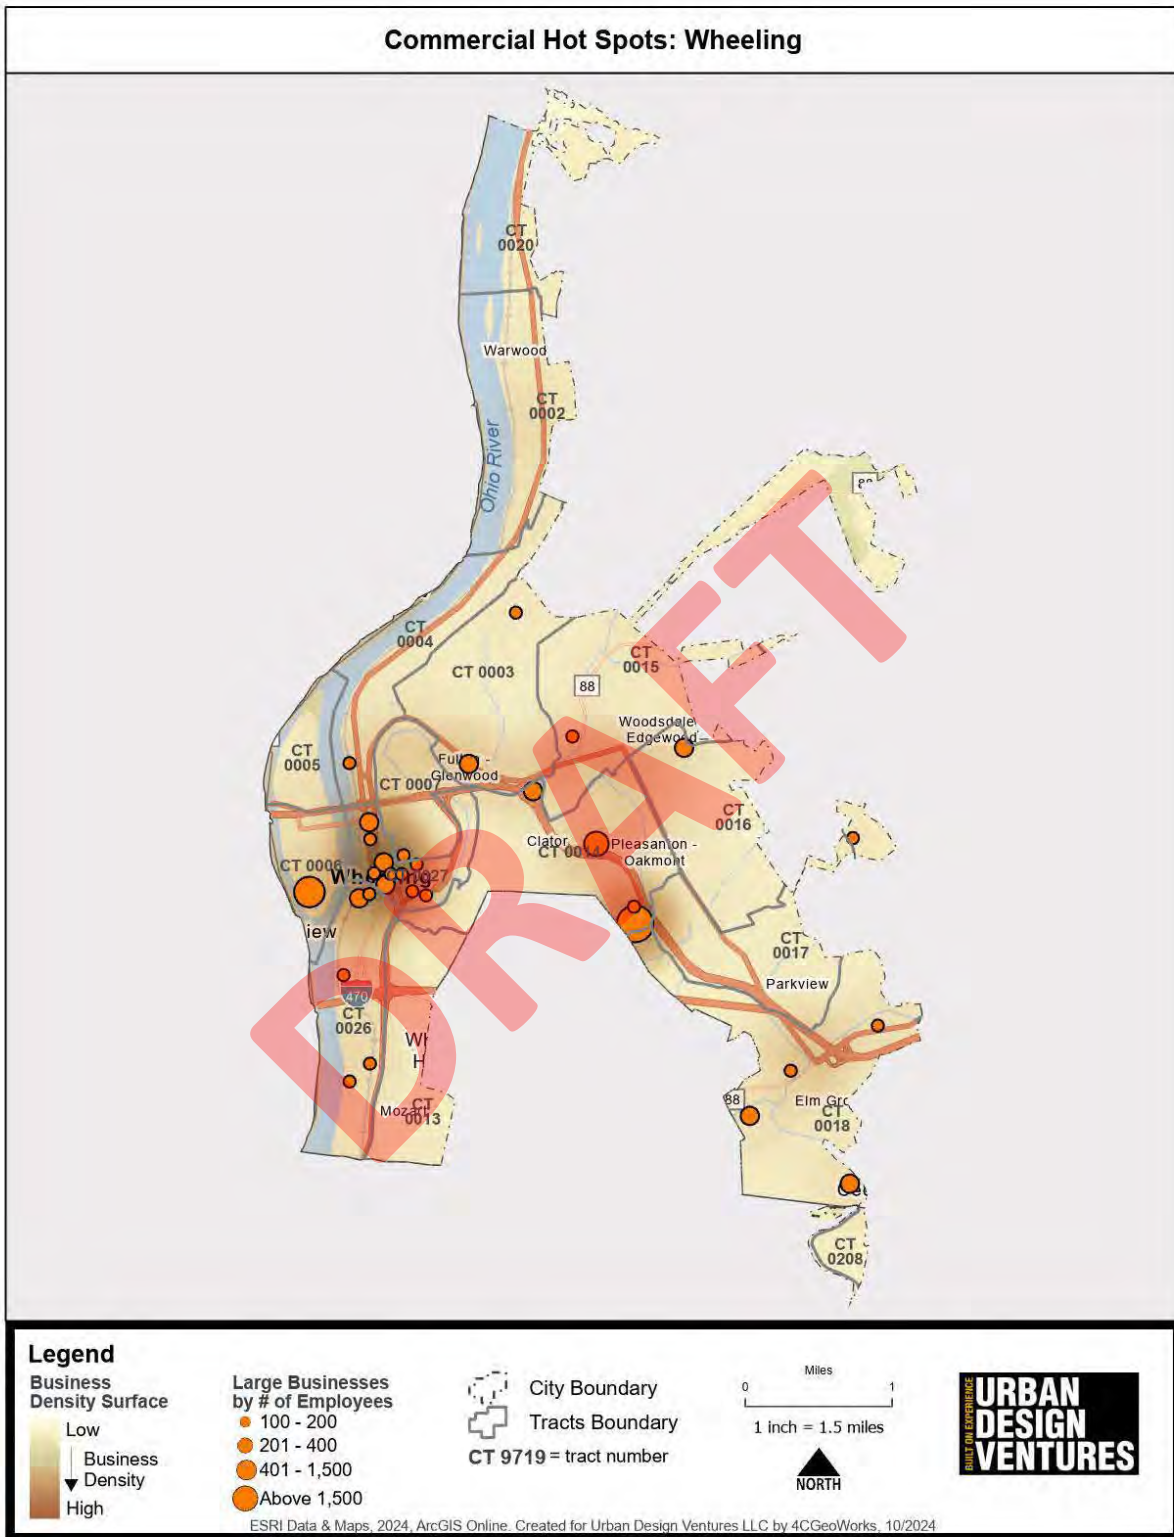 Commercial Hot Spots: Wheeling
CT
0020
Warwood
CT
0002
Ohio River
CT
0004
CT 0003
CT
0015
88
88
Woodsdale
Edgewood
CT
0005
Glenwood
CT 0007
CT
0016
Clator
CT 0014
Pleasanton -
Oakmont
CT 0006
iew
CT
0017
Parkview
470
CT
0026
Mozart
CT
0013
88
CT
0018
CT
0208
DRAFT
Legend
Business
Density Surface
Low
Business
Density
High
Large Businesses
by # of Employees
100 - 200
201 - 400
401 - 1,500
Above 1,500
City Boundary
Tracts Boundary
CT 9719 = tract number
Miles
0 1
1 inch = 1.5 miles
NORTH
BUILT ON EXPERIENCE
URBAN
DESIGN
VENTURES
ESRI Data & Maps, 2024, ArcGIS Online. Created for Urban Design Ventures LLC by 4CGeoWorks, 10/2024